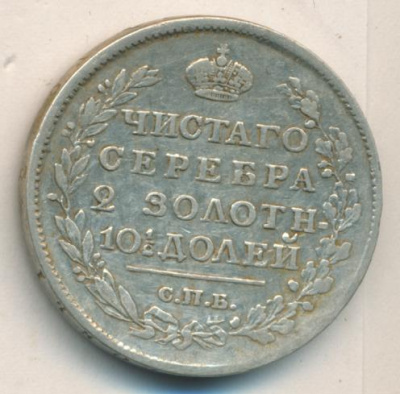 ЧИСТАГО
СЕРЕБРА
2 ЗОЛОТН.
10½ ДОЛЕЙ
С.П.Б.